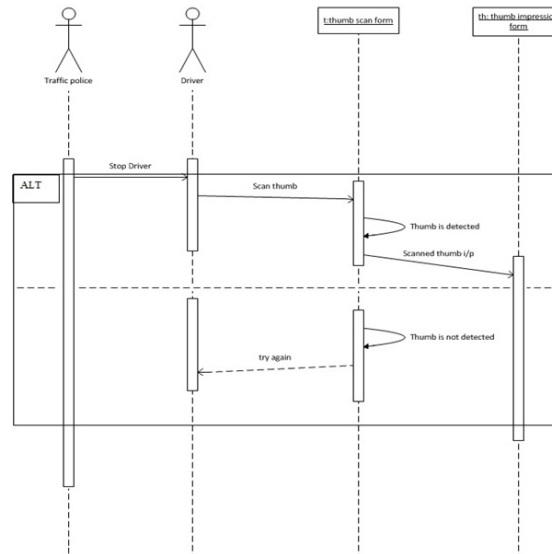 t:thumb scan form
th: thumb impression
form
Traffic police
Driver
ALT
Stop Driver
Scan thumb
Thumb is detected
Scanned thumb i/p
Thumb is not detected
try again